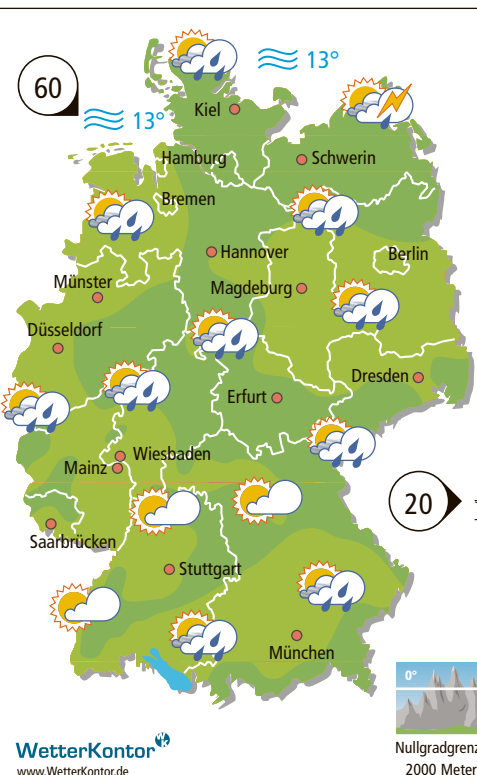 13°
60
Kiel
13°
Hamburg
Schwerin
Bremen
Hannover
Berlin
Münster
Magdeburg
Düsseldorf
Dresden
Erfurt
Wiesbaden
Mainz
20
Saarbrücken
Stuttgart
München
0°
WetterKontor
www.WetterKontor.de
Nullgradgrenz
2000 Meter